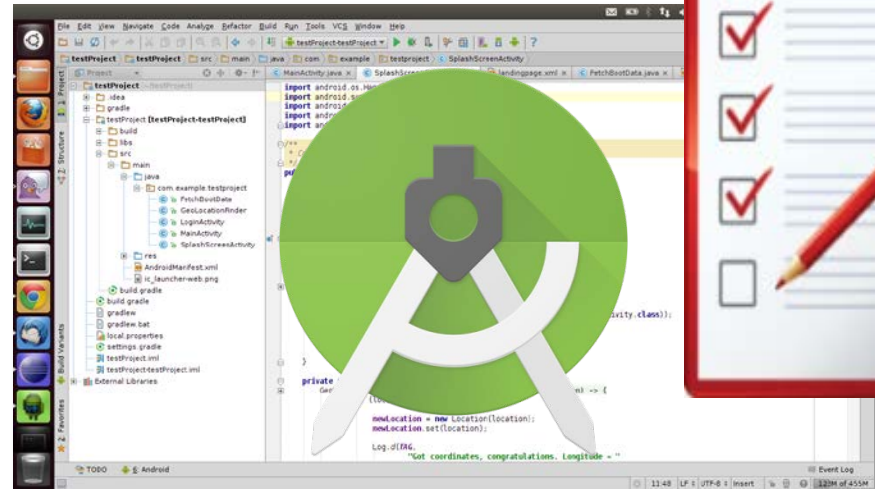 File Edit View Navigate Code Analyze Refactor Build Run Tools VCS Window Help
testProject-testProject
testProject testProject src main java com example testproject SplashScreenActivity
Project
MainActivity.java landingpage.xml FetchBootData.java
1: Project
Z: Structure
Build Variants
2: Favorites
testProject
.idea
gradle
testProject [testProject-testProject]
build
libs
src
main
java
com.example.testproject
FetchBootData
GeoLocationFinder
LoginActivity
MainActivity
SplashScreenActivity
res
AndroidManifest.xml
ic_launcher-web.png
build.gradle
build.gradle
gradlew
gradlew.bat
local.properties
settings.gradle
testProject.iml
testProject-testProject.iml
External Libraries
import android.os
import android
import android
import
import
/**
*/
.class));
}
private
-> {
newLocation = new Location(location);
newLocation.set(location);
Log.d(TAG,
"Got coordinates, congratulations. Longitude = "
TODO 6: Android Event Log
11:48 LF UTF-8 Insert 123M of 455M